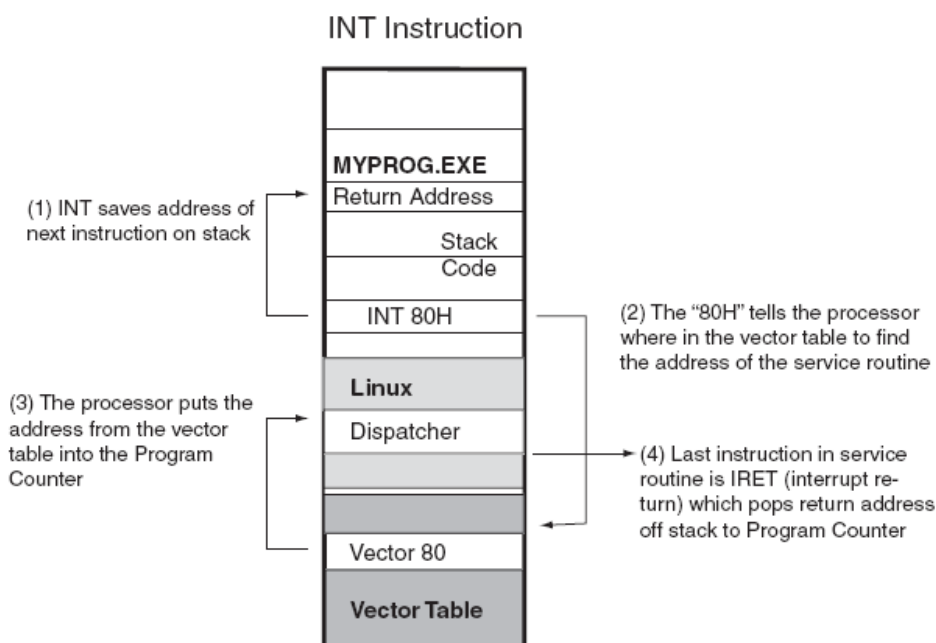 INT Instruction
MYPROG.EXE
Return Address
Stack
Code
INT 80H
Linux
Dispatcher
Vector 80
Vector Table
(1) INT saves address of
next instruction on stack
(2) The “80H” tells the processor
where in the vector table to find
the address of the service routine
(3) The processor puts the
address from the vector
table into the Program
Counter
(4) Last instruction in service
routine is IRET (interrupt re-
turn) which pops return address
off stack to Program Counter